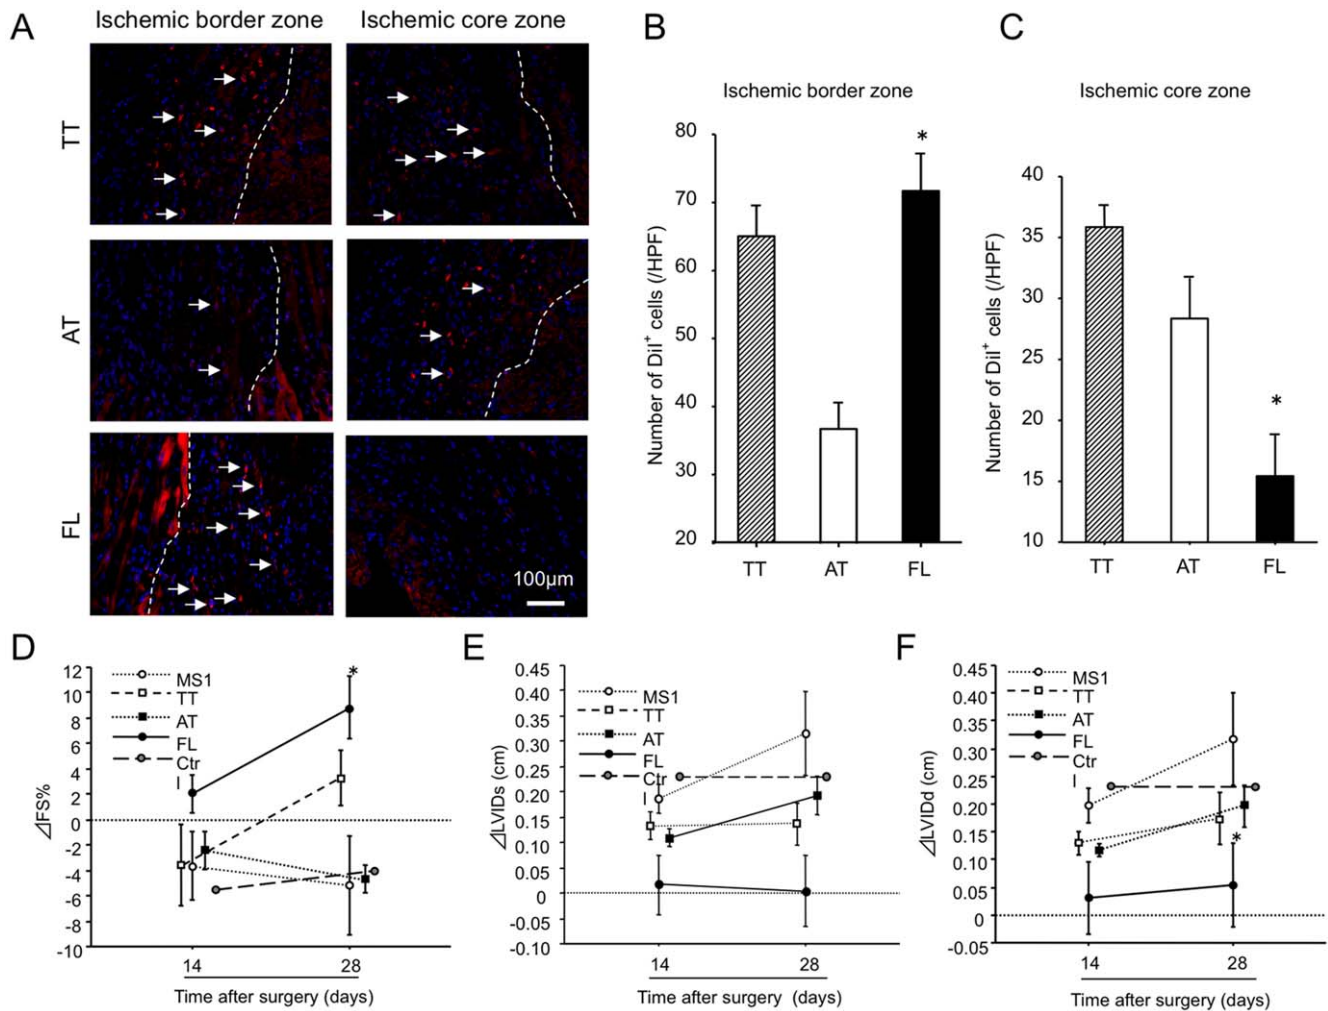 A
Ischemic border zone
Ischemic core zone
TT
AT
FL
100µm
B
Ischemic border zone
Number of DiI⁺ cells (/HPF)
80
70
60
50
40
30
20
*
TT
AT
FL
C
Ischemic core zone
Number of DiI⁺ cells (/HPF)
40
35
30
25
20
15
10
*
TT
AT
FL
D
⊿FS%
12
10
8
6
4
2
0
-2
-4
-6
-8
-10
MS1
TT
AT
FL
Ctr
l
*
14
28
Time after surgery (days)
E
⊿LVIDs (cm)
0.45
0.40
0.35
0.30
0.25
0.20
0.15
0.10
0.05
0
-0.05
-0.10
MS1
TT
AT
FL
Ctr
l
14
28
Time after surgery (days)
F
⊿LVIDd (cm)
0.45
0.40
0.35
0.30
0.25
0.20
0.15
0.10
0.05
0
-0.05
MS1
TT
AT
FL
Ctr
l
*
14
28
Time after surgery (days)